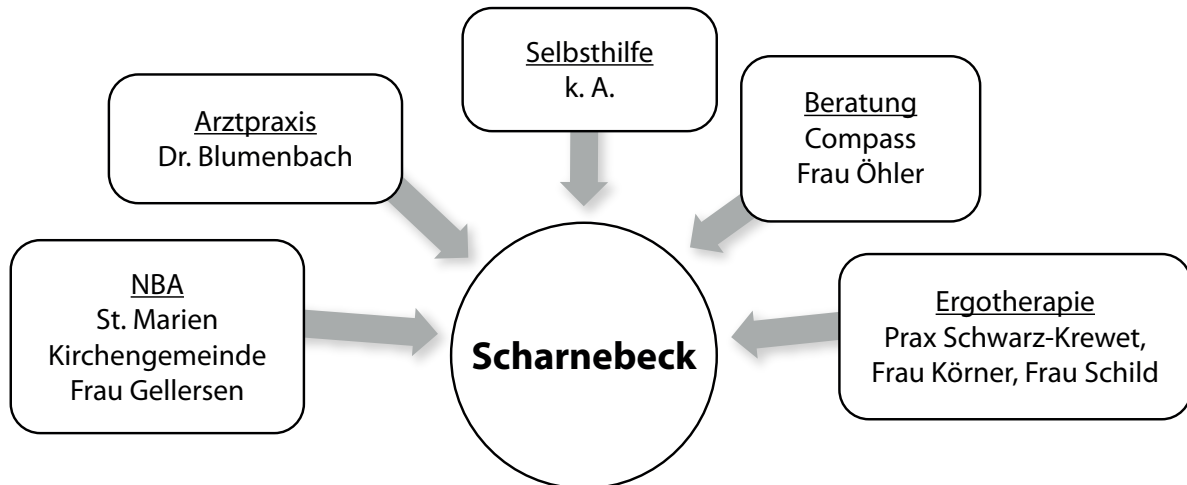 Selbsthilfe
k. A.
Arztpraxis
Dr. Blumenbach
Beratung
Compass
Frau Öhler
NBA
St. Marien
Kirchengemeinde
Frau Gellersen
Ergotherapie
Prax Schwarz-Krewet,
Frau Körner, Frau Schild
Scharnebeck